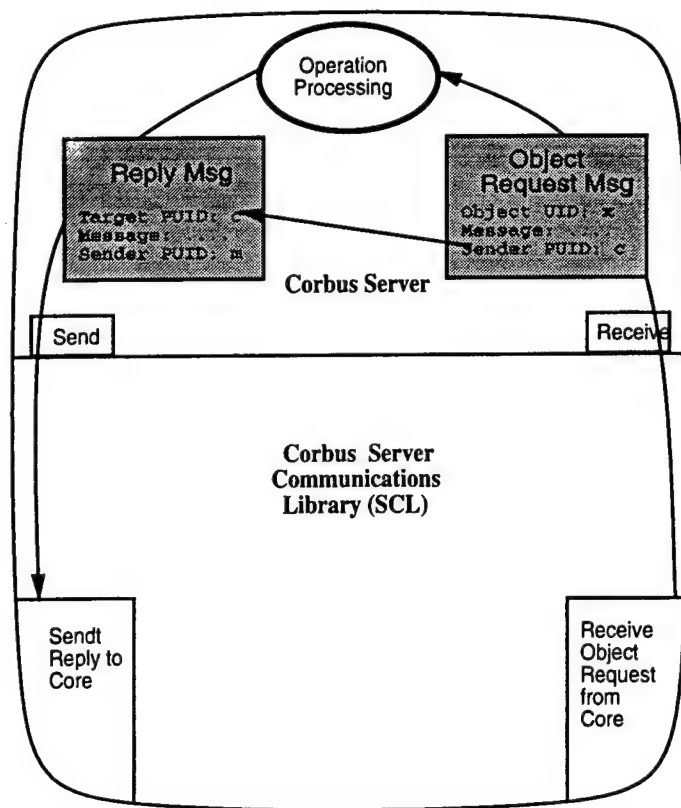 Operation
Processing
Reply Msg
Target PUID: c
Message: ....
Sender PUID: m
Object
Request Msg
Object UID: x
Message: ...
Sender PUID: c
Corbus Server
Send
Receive
Corbus Server
Communications
Library (SCL)
Sendt
Reply to
Core
Receive
Object
Request
from
Core